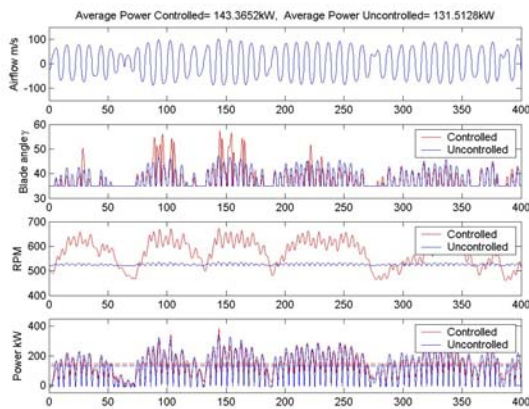 Average Power Controlled= 143.3652kW, Average Power Uncontrolled= 131.5128kW
Airflow m/s
100
0
-100
0 50 100 150 200 250 300 350 400
Blade angle γ
60
50
40
30
Controlled
Uncontrolled
0 50 100 150 200 250 300 350 400
RPM
700
600
500
400
Controlled
Uncontrolled
0 50 100 150 200 250 300 350 400
Power kW
400
200
0
Controlled
Uncontrolled
0 50 100 150 200 250 300 350 400